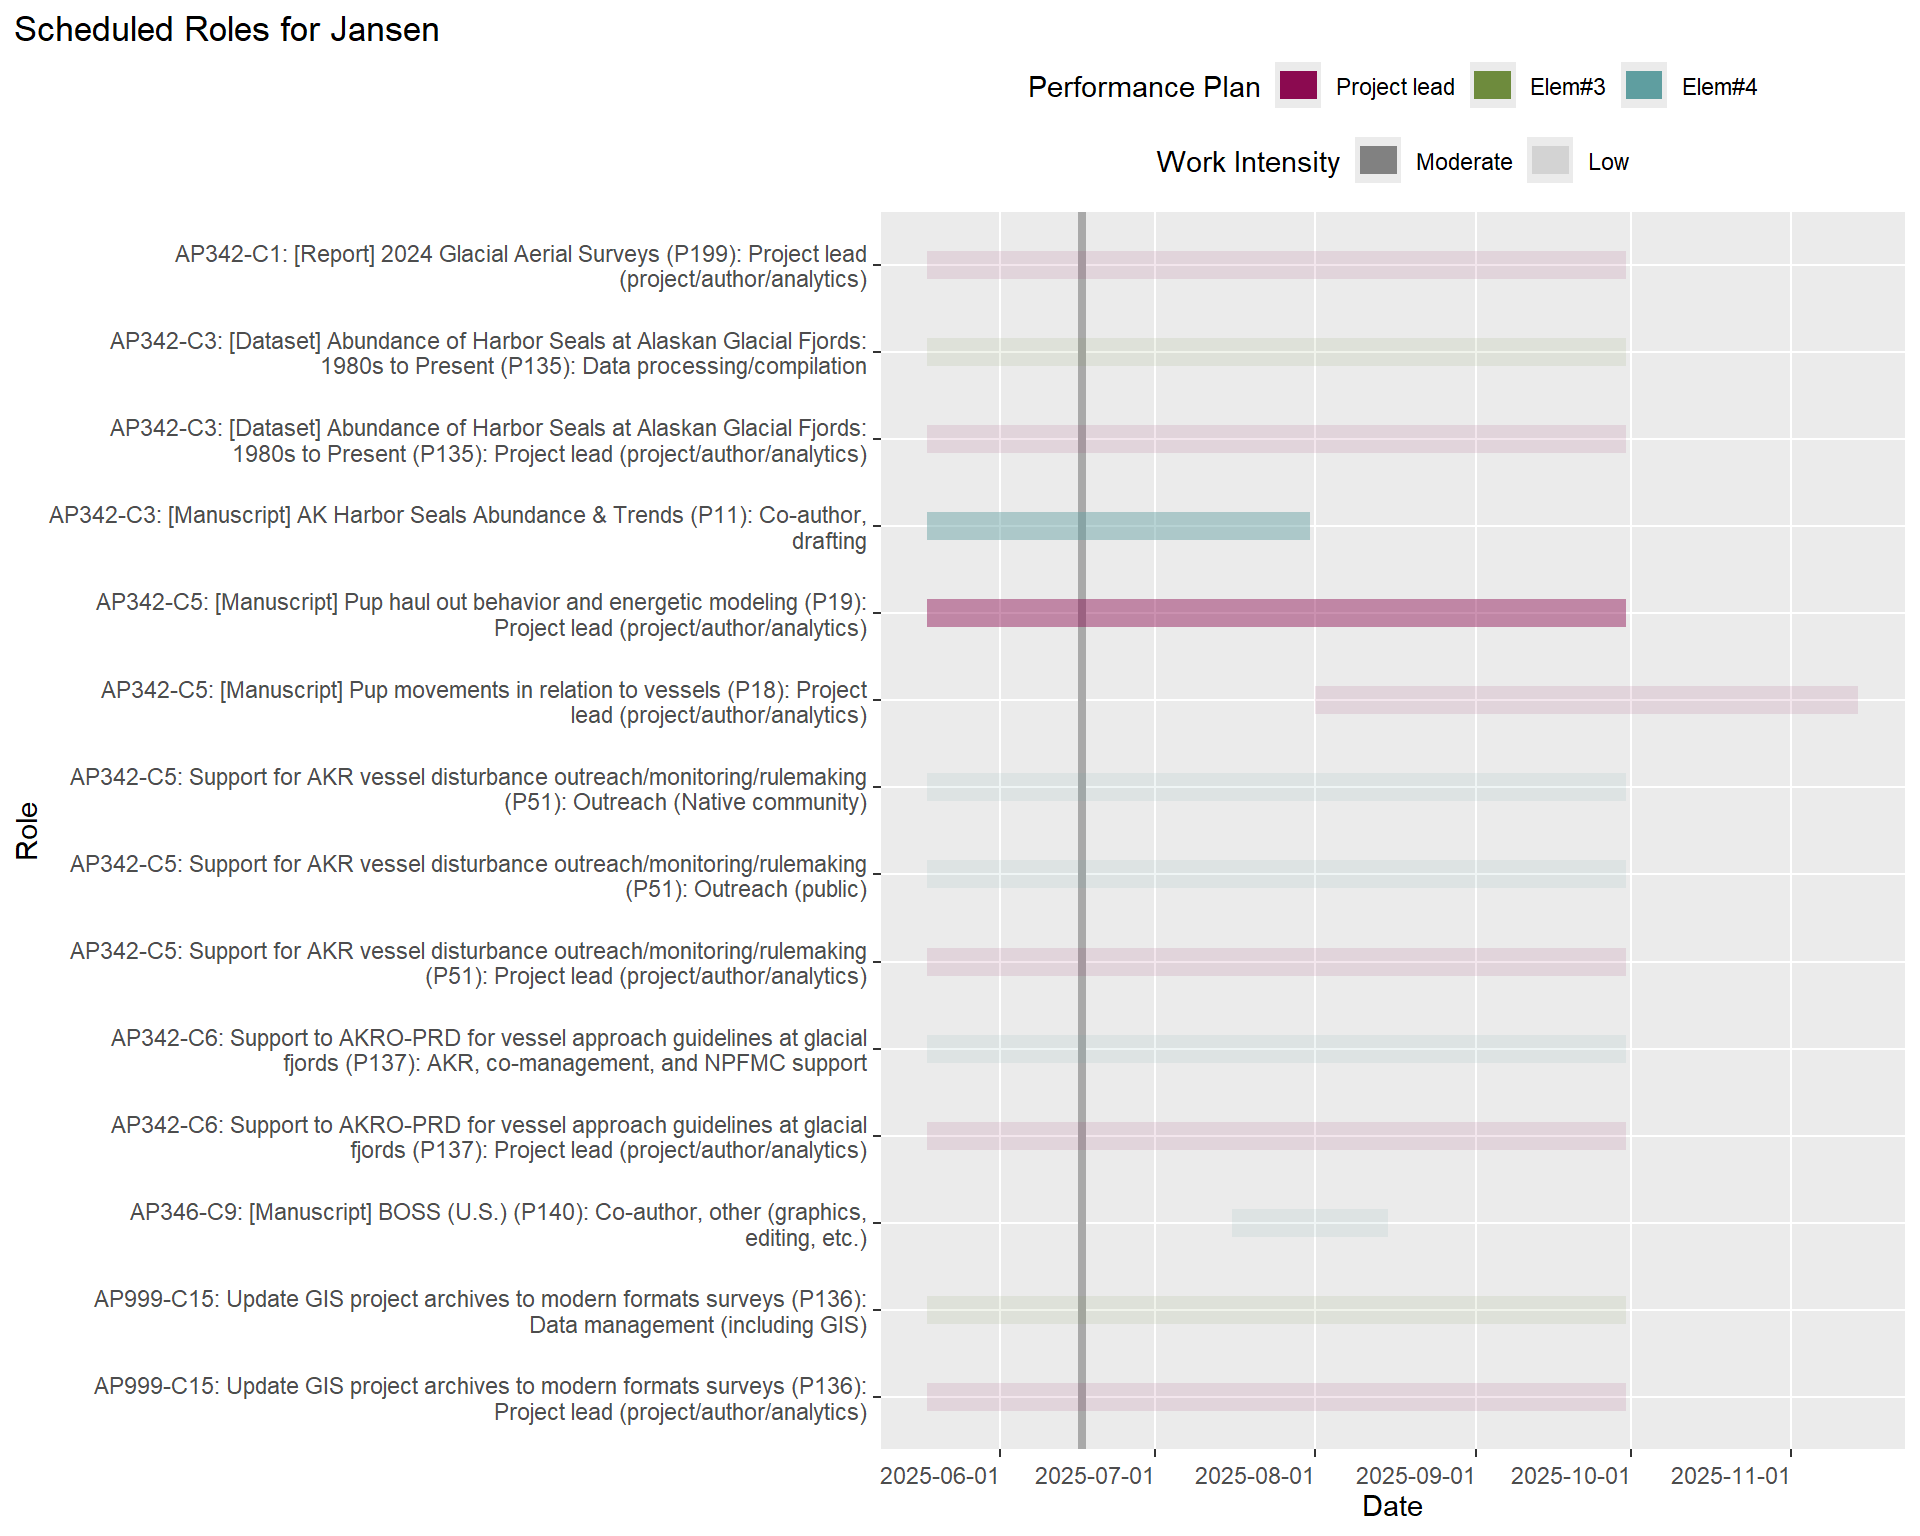 Scheduled Roles for Jansen
Performance Plan Project lead Elem#3 Elem#4
Work Intensity Moderate Low
AP342-C1: [Report] 2024 Glacial Aerial Surveys (P199): Project lead
(project/author/analytics)
AP342-C3: [Dataset] Abundance of Harbor Seals at Alaskan Glacial Fjords:
1980s to Present (P135): Data processing/compilation
AP342-C3: [Dataset] Abundance of Harbor Seals at Alaskan Glacial Fjords:
1980s to Present (P135): Project lead (project/author/analytics)
AP342-C3: [Manuscript] AK Harbor Seals Abundance & Trends (P11): Co-author,
drafting
AP342-C5: [Manuscript] Pup haul out behavior and energetic modeling (P19):
Project lead (project/author/analytics)
AP342-C5: [Manuscript] Pup movements in relation to vessels (P18): Project
lead (project/author/analytics)
AP342-C5: Support for AKR vessel disturbance outreach/monitoring/rulemaking
(P51): Outreach (Native community)
AP342-C5: Support for AKR vessel disturbance outreach/monitoring/rulemaking
(P51): Outreach (public)
AP342-C5: Support for AKR vessel disturbance outreach/monitoring/rulemaking
(P51): Project lead (project/author/analytics)
AP342-C6: Support to AKRO-PRD for vessel approach guidelines at glacial
fjords (P137): AKR, co-management, and NPFMC support
AP342-C6: Support to AKRO-PRD for vessel approach guidelines at glacial
fjords (P137): Project lead (project/author/analytics)
AP346-C9: [Manuscript] BOSS (U.S.) (P140): Co-author, other (graphics,
editing, etc.)
AP999-C15: Update GIS project archives to modern formats surveys (P136):
Data management (including GIS)
AP999-C15: Update GIS project archives to modern formats surveys (P136):
Project lead (project/author/analytics)
Role
2025-06-01 2025-07-01 2025-08-01 2025-09-01 2025-10-01 2025-11-01
Date